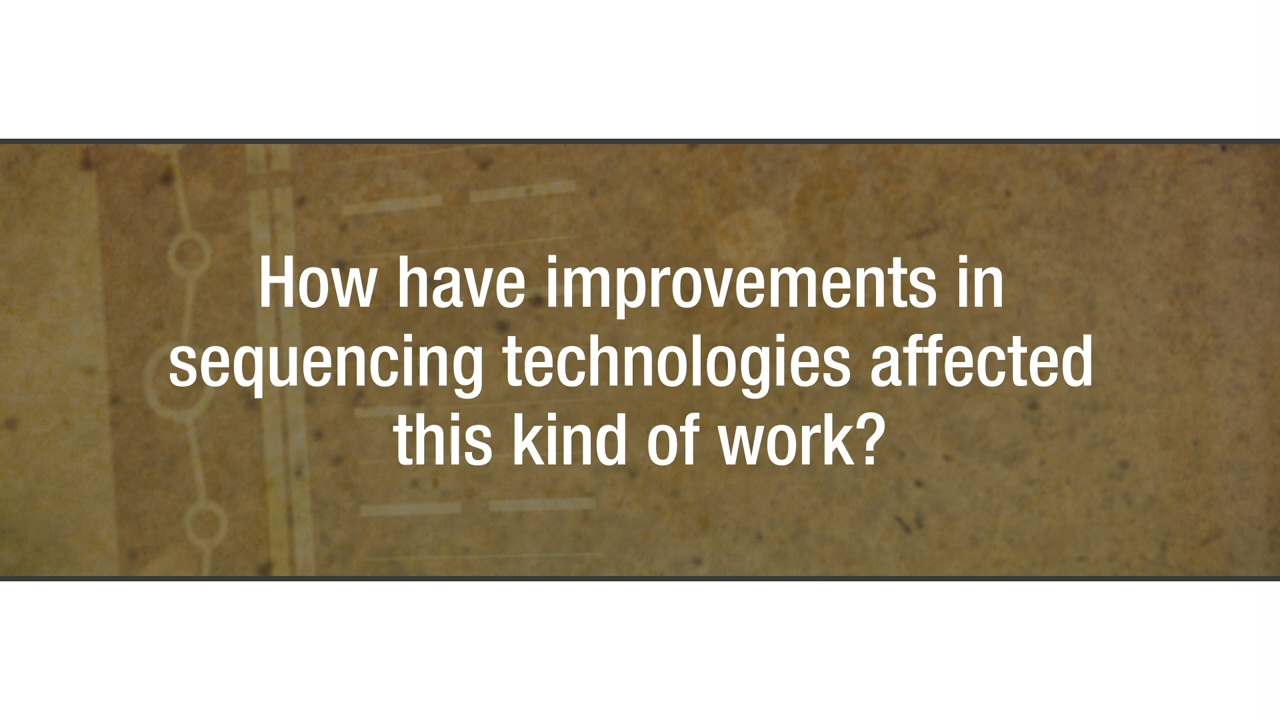 How have improvements in
sequencing technologies affected
this kind of work?